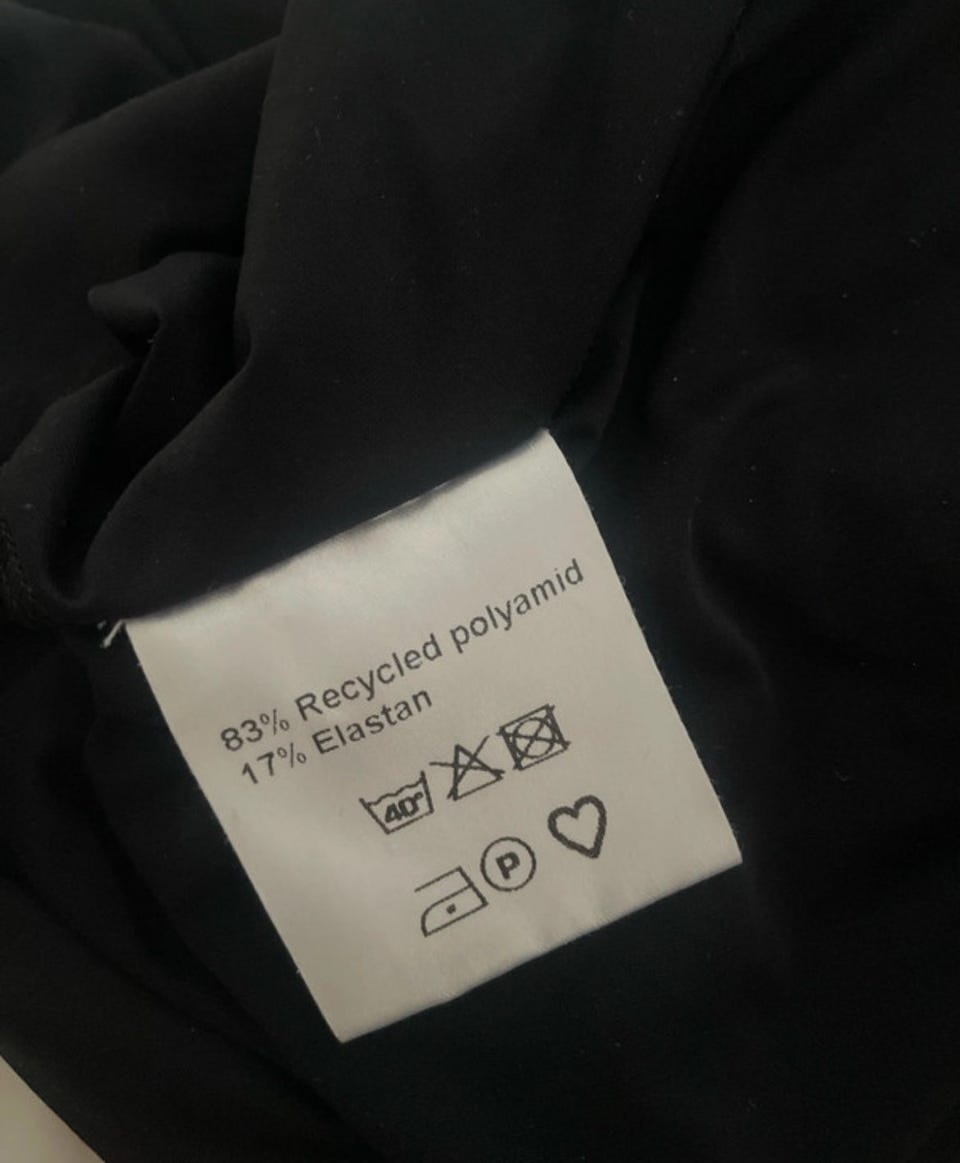 83% Recycled polyamid
17% Elastan
40°
P